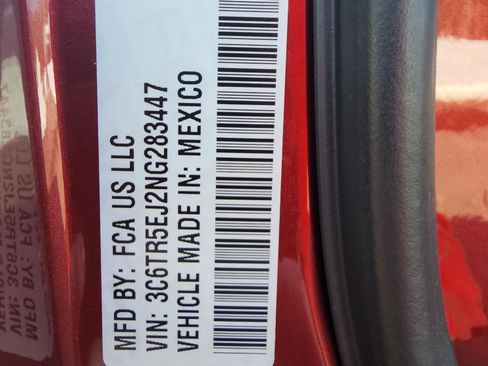 MFD BY: FCA US LLC
VIN: 3C6TR5EJ2NG283447
VEHICLE MADE IN: MEXICO